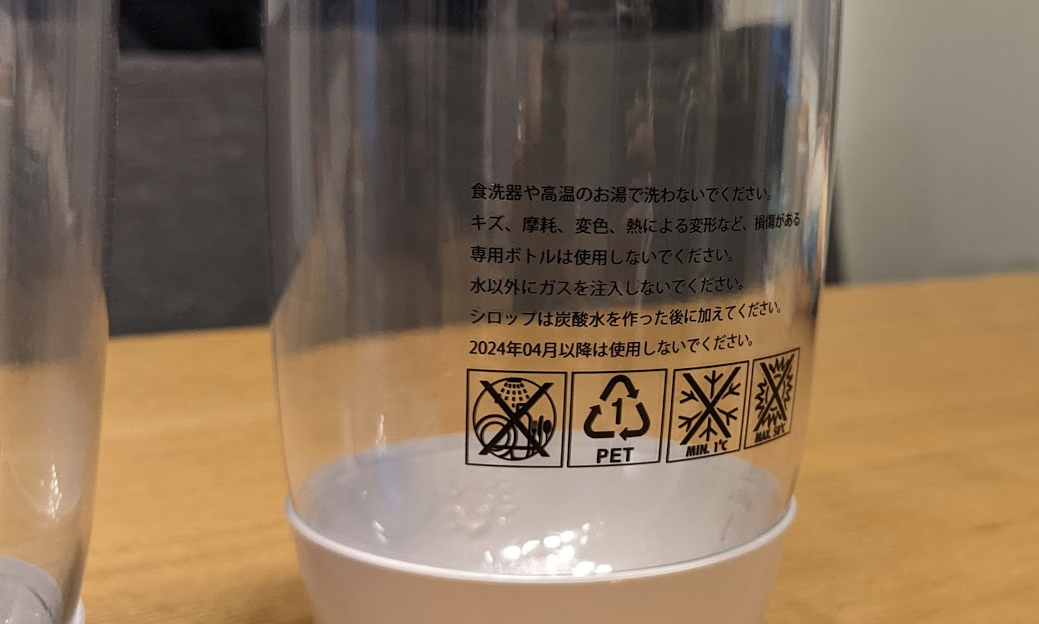 食洗器や高温のお湯で洗わないでください。
キズ、摩耗、変色、熱による変形など、損傷がある
専用ボトルは使用しないでください。
水以外にガスを注入しないでください。
シロップは炭酸水を作った後に加えてください。
2024年04月以降は使用しないでください。
1
PET
MIN. 1℃
MAX. 50℃